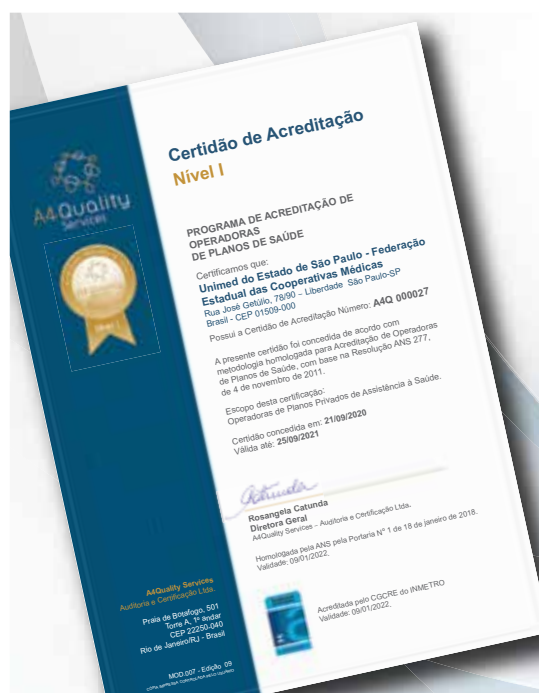 A4Quality
Services
Certidão de Acreditação
Nível I
PROGRAMA DE ACREDITAÇÃO DE
OPERADORAS
DE PLANOS DE SAÚDE
Certificamos que:
Unimed do Estado de São Paulo - Federação
Estadual das Cooperativas Médicas
Rua José Getúlio, 78/90 – Liberdade São Paulo-SP
Brasil - CEP 01509-000
Possui a Certidão de Acreditação Número: A4Q 000027
A presente certidão foi concedida de acordo com
metodologia homologada para Acreditação de Operadoras
de Planos de Saúde, com base na Resolução ANS 277,
de 4 de novembro de 2011.
Escopo desta certificação:
Operadoras de Planos Privados de Assistência à Saúde.
Certidão concedida em: 21/09/2020
Válida até: 25/09/2021
Rosangela Catunda
Diretora Geral
A4Quality Services – Auditoria e Certificação Ltda.
Homologada pela ANS pela Portaria Nº 1 de 18 de janeiro de 2018.
Validade: 09/01/2022.
Acreditada pelo CGCRE do INMETRO
Validade: 09/01/2022.
A4Quality Services
Auditoria e Certificação Ltda.
Praia de Botafogo, 501
Torre A, 1º andar
CEP 22250-040
Rio de Janeiro/RJ - Brasil
MOD.007 - Edição 09